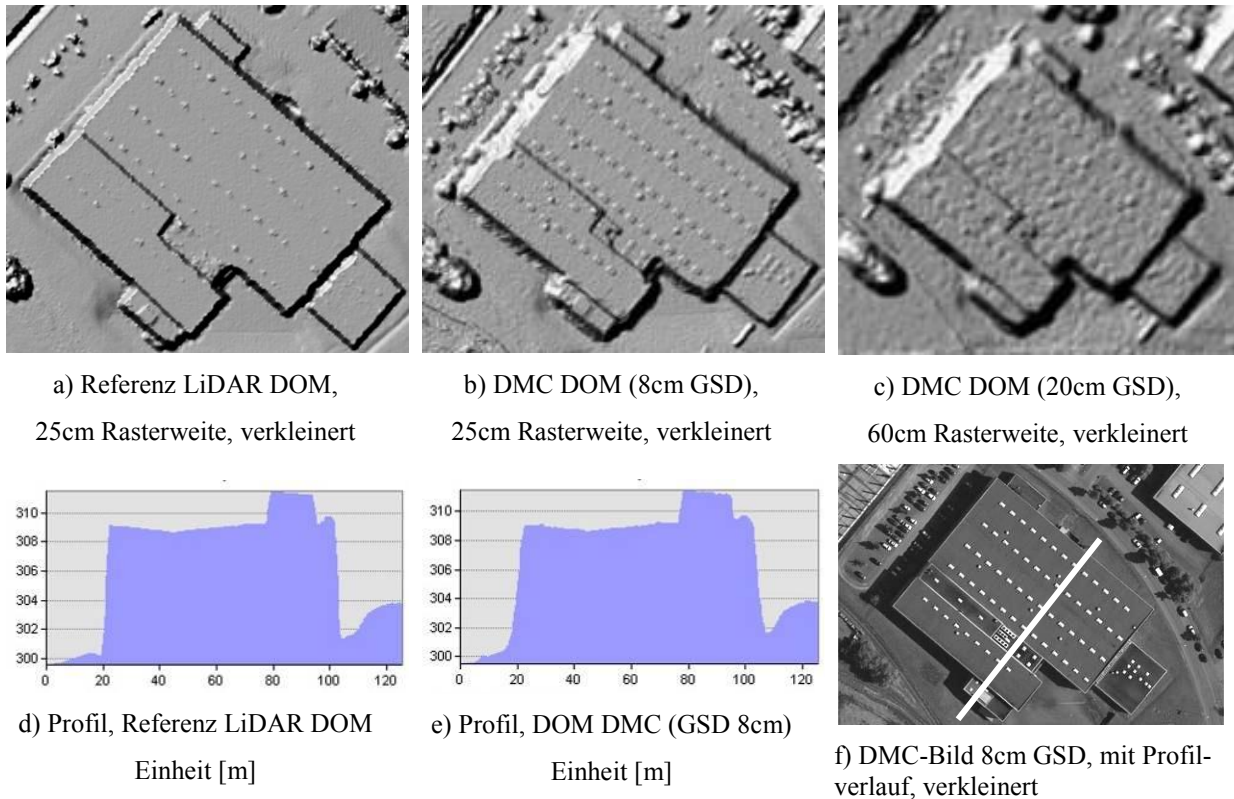 a) Referenz LiDAR DOM,
25cm Rasterweite, verkleinert
b) DMC DOM (8cm GSD),
25cm Rasterweite, verkleinert
c) DMC DOM (20cm GSD),
60cm Rasterweite, verkleinert
310
308
306
304
302
300
0
20
40
60
80
100
120
d) Profil, Referenz LiDAR DOM
Einheit [m]
310
308
306
304
302
300
0
20
40
60
80
100
120
e) Profil, DOM DMC (GSD 8cm)
Einheit [m]
f) DMC-Bild 8cm GSD, mit Profil-
verlauf, verkleinert